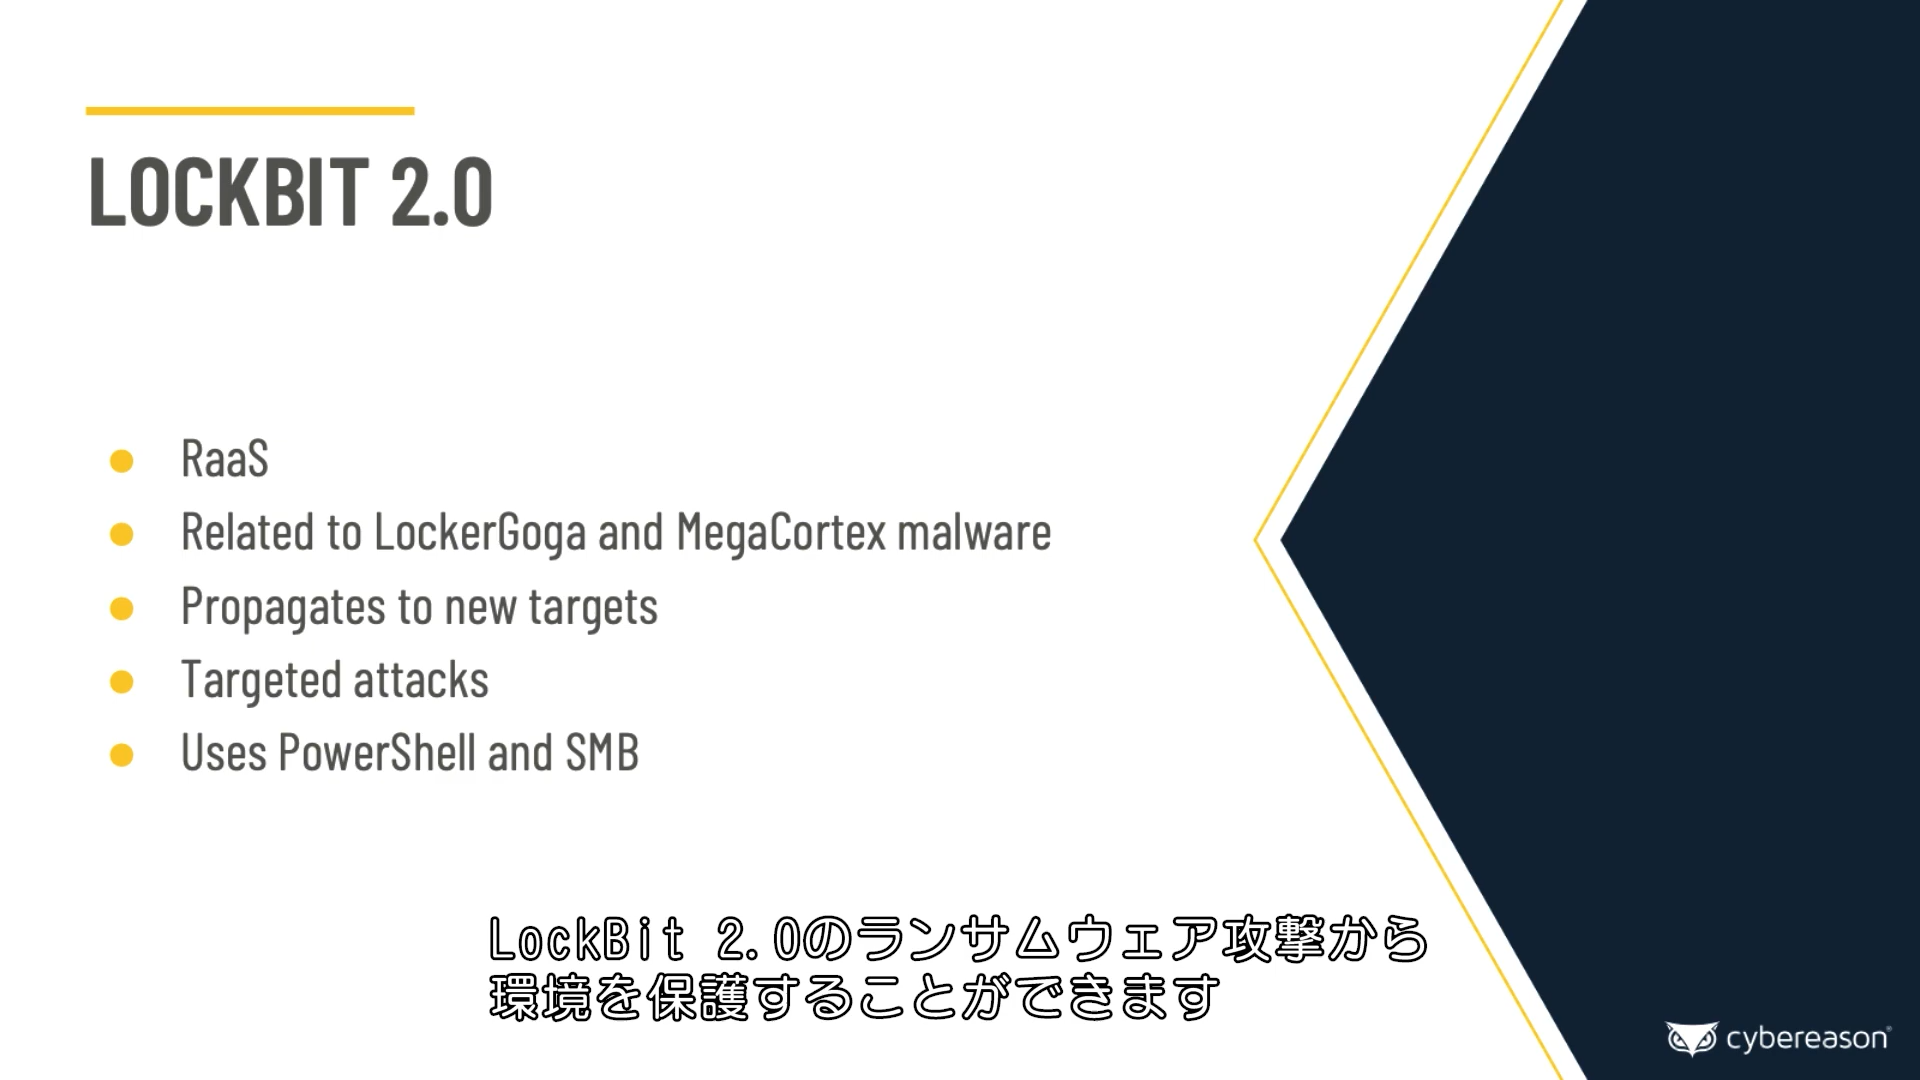 LOCKBIT 2.0
RaaS
Related to LockerGoga and MegaCortex malware
Propagates to new targets
Targeted attacks
Uses PowerShell and SMB
LockBit 2.0のランサムウェア攻撃から
環境を保護することができます
cybereason®